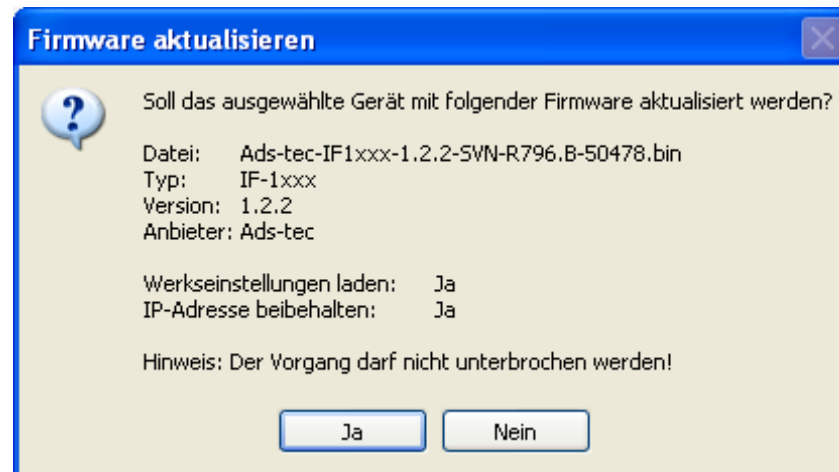 Firmware aktualisieren
Soll das ausgewählte Gerät mit folgender Firmware aktualisiert werden?
Datei: Ads-tec-IF1xxx-1.2.2-SVN-R796.B-50478.bin
Typ: IF-1xxx
Version: 1.2.2
Anbieter: Ads-tec
Werkseinstellungen laden: Ja
IP-Adresse beibehalten: Ja
Hinweis: Der Vorgang darf nicht unterbrochen werden!
Ja Nein